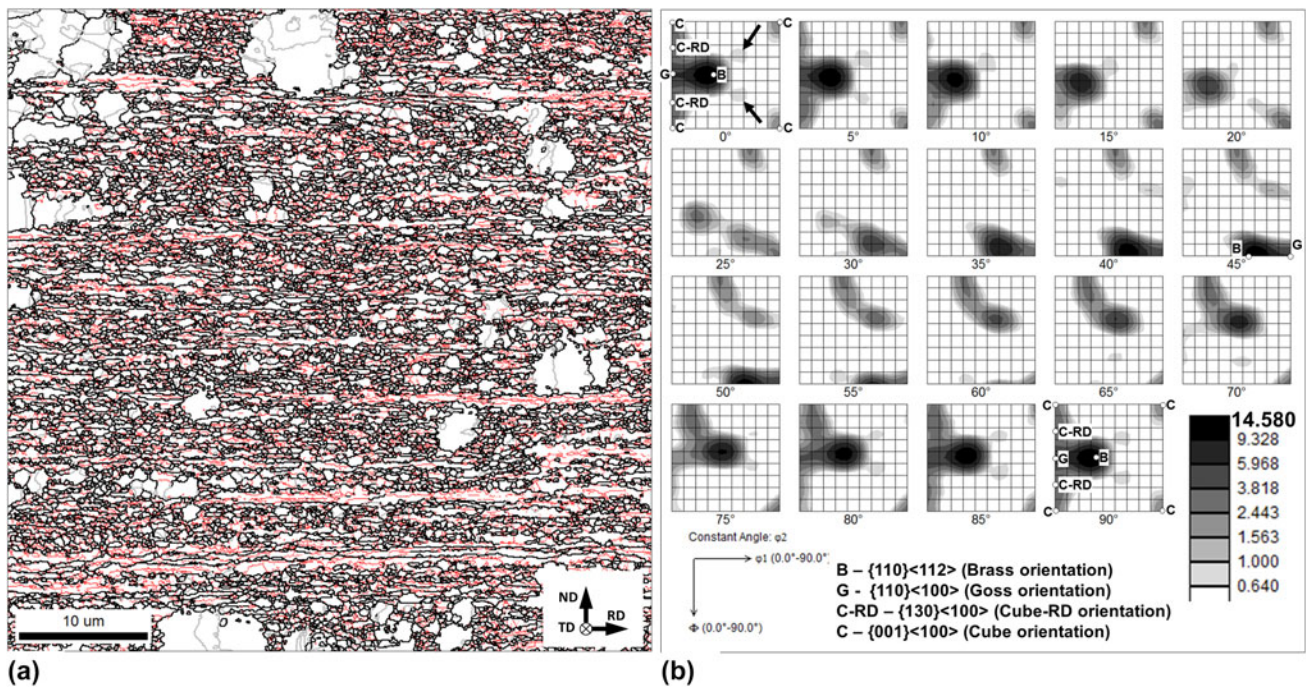 (a)
10 um
ND
TD
RD
(b)
C C
C-RD
G B
C-RD
C C
0° 5° 10° 15° 20°
B G
25° 30° 35° 40° 45°
50° 55° 60° 65° 70°
C C
C-RD
G B
C-RD
C C
75° 80° 85° 90°
14.580
9.328
5.968
3.818
2.443
1.563
1.000
0.640
Constant Angle: φ2
φ1 (0.0°-90.0°)
Φ (0.0°-90.0°)
B – {110}<112> (Brass orientation)
G - {110}<100> (Goss orientation)
C-RD – {130}<100> (Cube-RD orientation)
C – {001}<100> (Cube orientation)